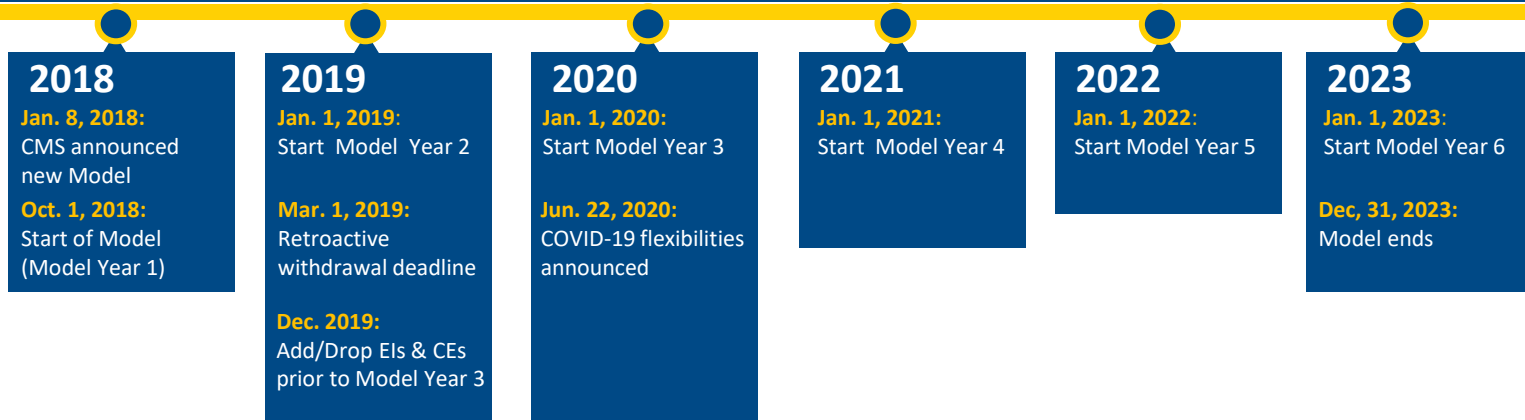 2018
Jan. 8, 2018:
CMS announced
new Model
Oct. 1, 2018:
Start of Model
(Model Year 1)
2019
Jan. 1, 2019:
Start Model Year 2
Mar. 1, 2019:
Retroactive
withdrawal deadline
Dec. 2019:
Add/Drop EIs & CEs
prior to Model Year 3
2020
Jan. 1, 2020:
Start Model Year 3
Jun. 22, 2020:
COVID-19 flexibilities
announced
2021
Jan. 1, 2021:
Start Model Year 4
2022
Jan. 1, 2022:
Start Model Year 5
2023
Jan. 1, 2023:
Start Model Year 6
Dec, 31, 2023:
Model ends